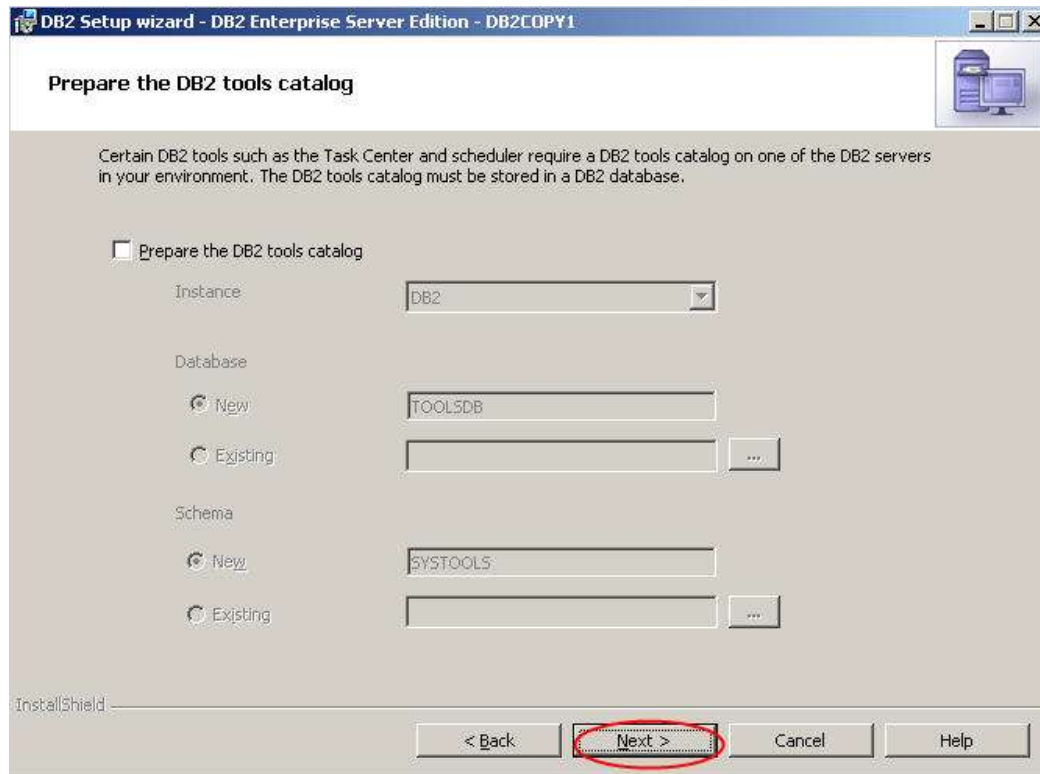 DB2 Setup wizard - DB2 Enterprise Server Edition - DB2COPY1
Prepare the DB2 tools catalog
Certain DB2 tools such as the Task Center and scheduler require a DB2 tools catalog on one of the DB2 servers
in your environment. The DB2 tools catalog must be stored in a DB2 database.
Prepare the DB2 tools catalog
Instance
DB2
Database
New
TOOLSDB
Existing
...
Schema
New
SYSTOOLS
Existing
...
InstallShield
< Back
Next >
Cancel
Help